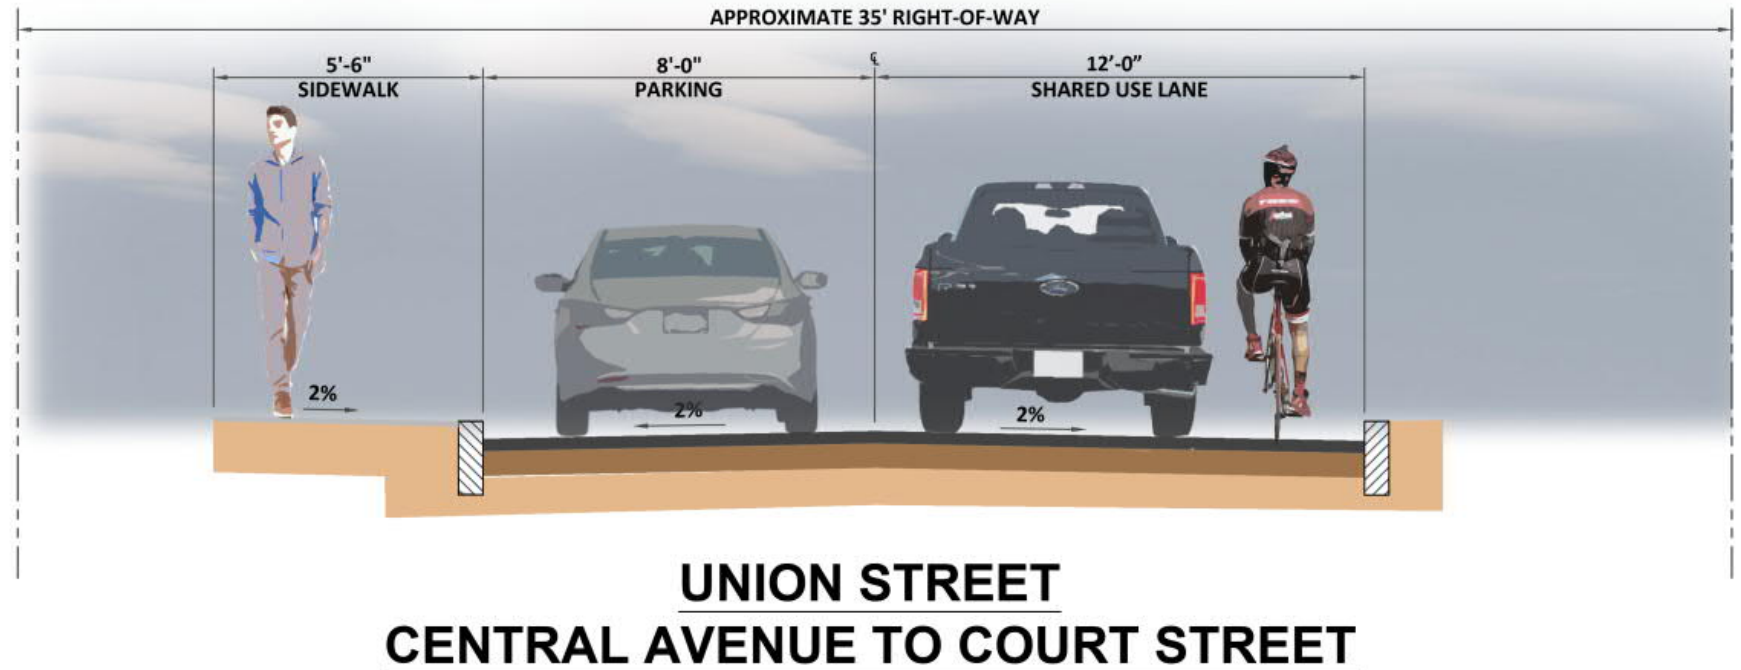 APPROXIMATE 35' RIGHT-OF-WAY
5'-6"
SIDEWALK
8'-0"
PARKING
℄
12'-0"
SHARED USE LANE
2%
2%
2%
UNION STREET
CENTRAL AVENUE TO COURT STREET